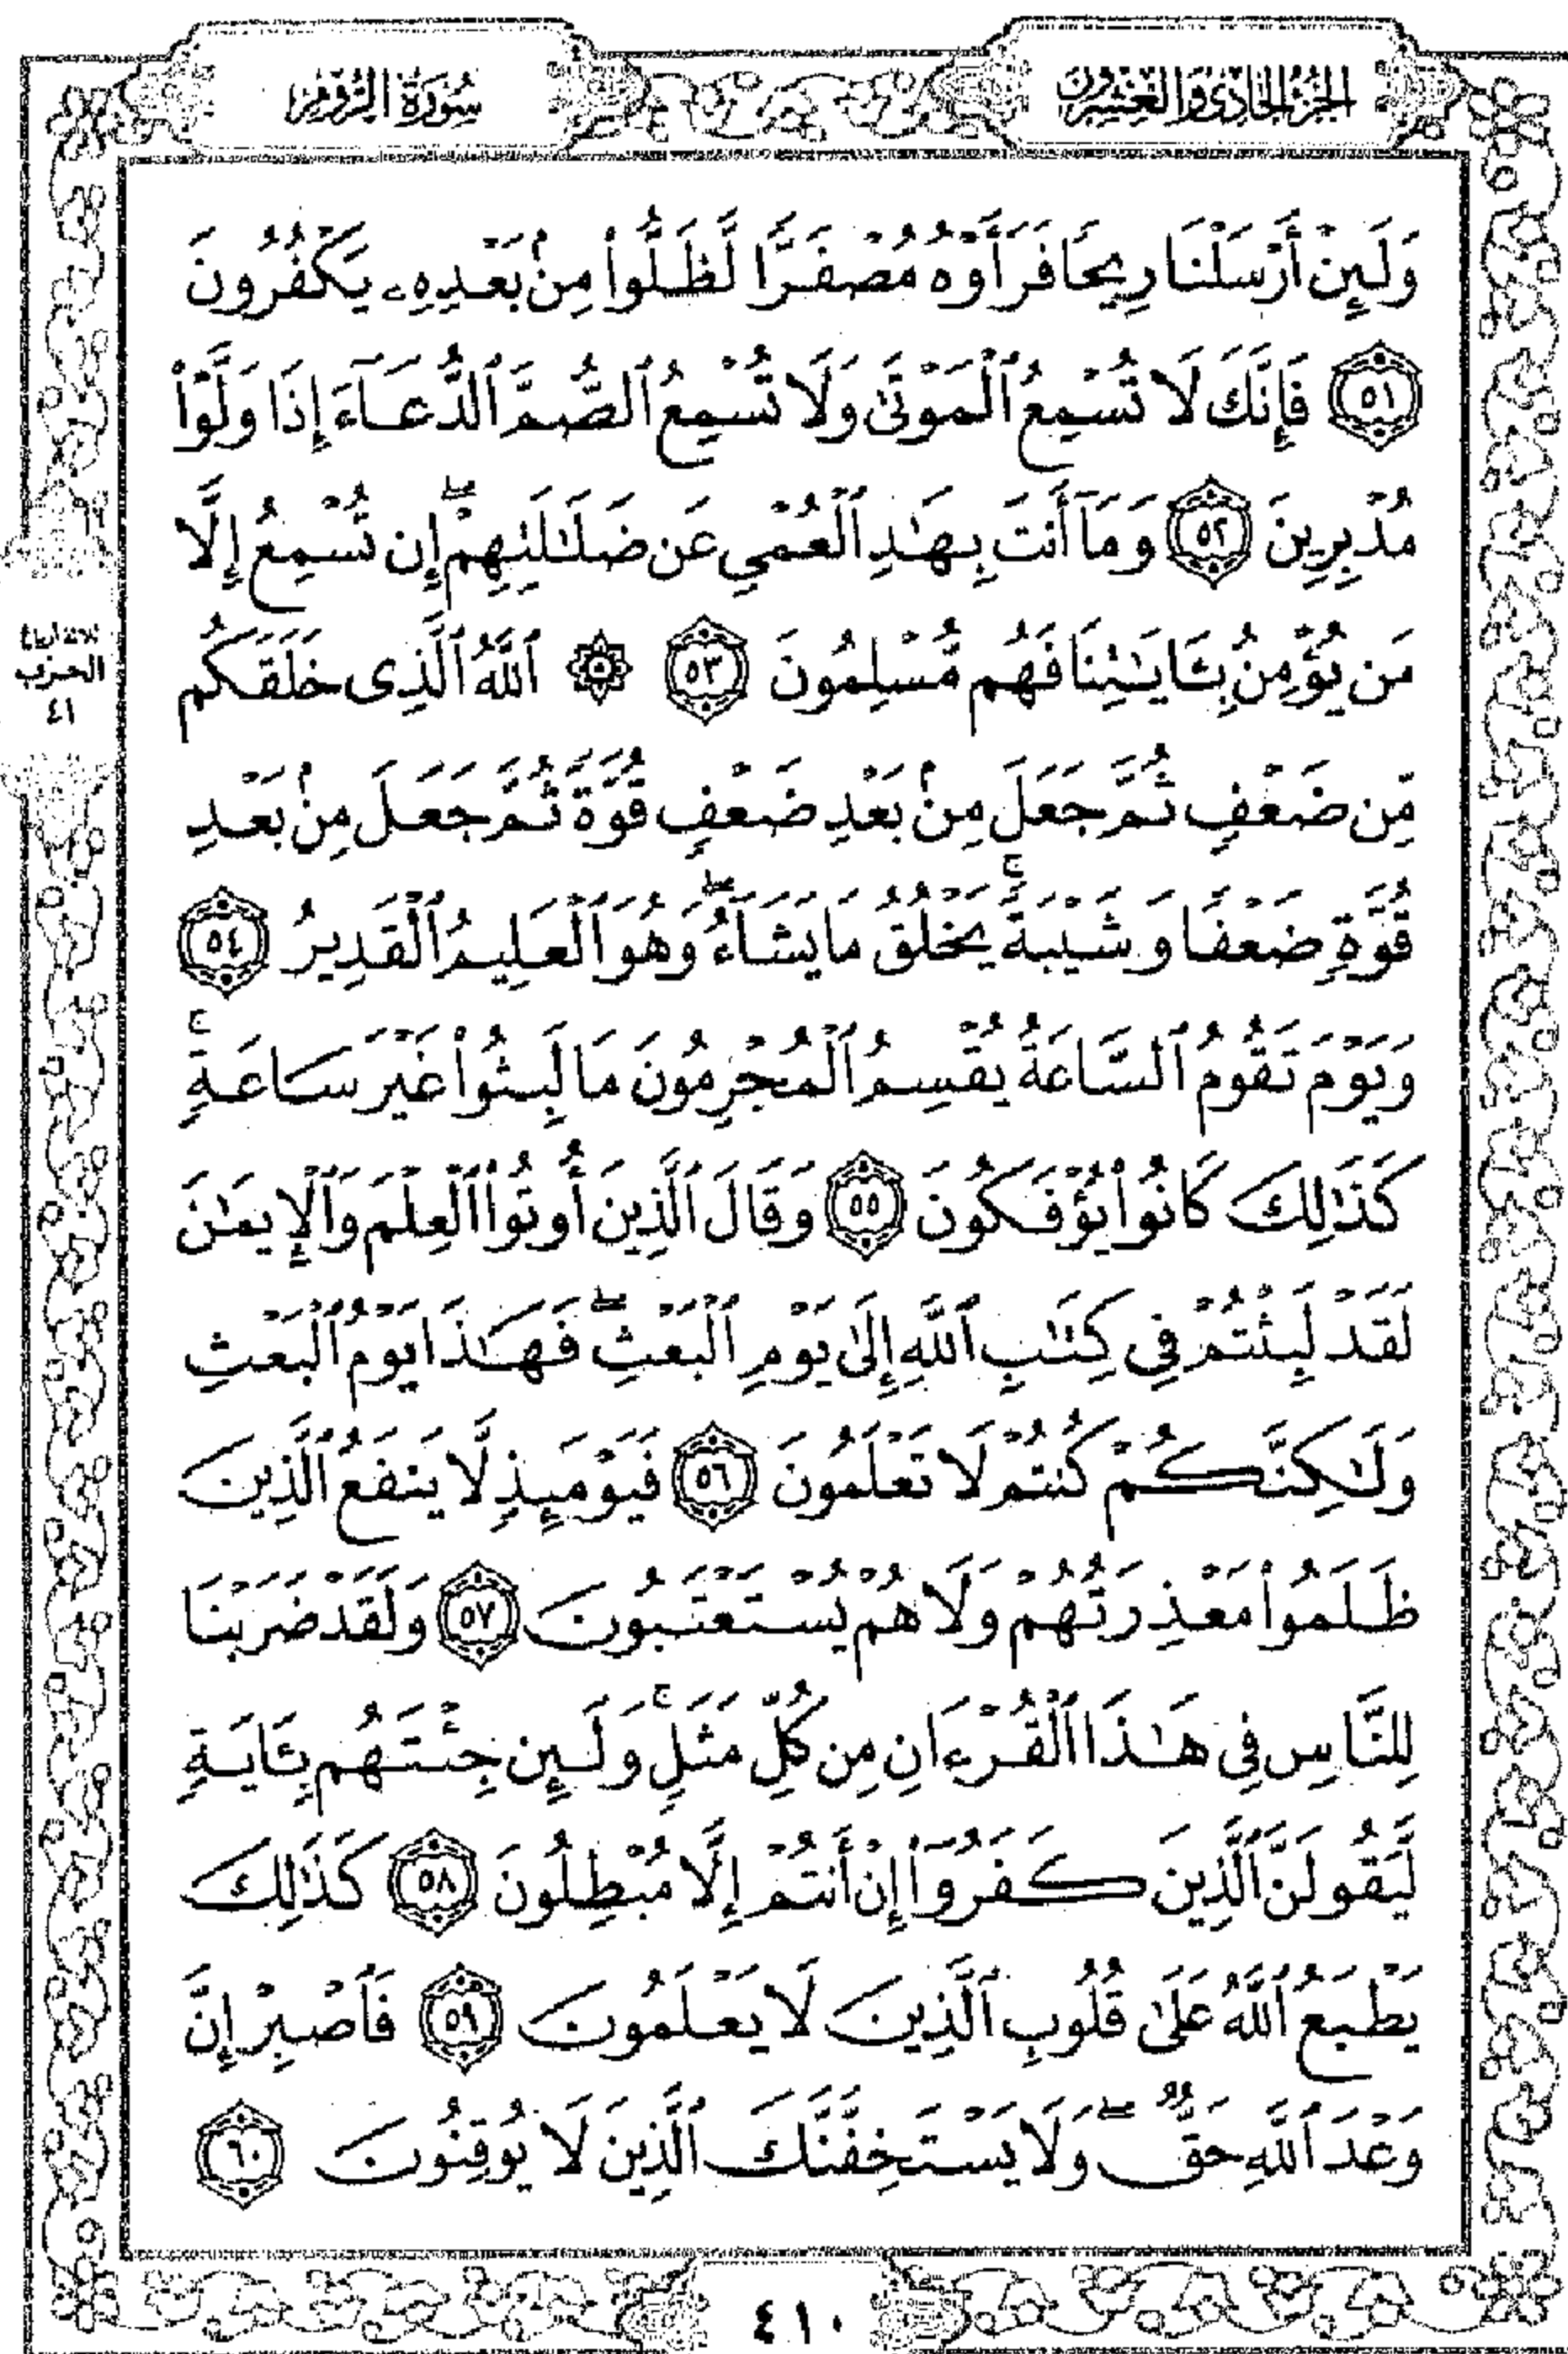 الجزء الحادي والعشرون
سورة الروم
وَلَئِنْ أَرْسَلْنَا رِيحًا فَرَأَوْهُ مُصْفَرًّا لَّظَلُّوا۟ مِنۢ بَعْدِهِۦ يَكْفُرُونَ
٥١ فَإِنَّكَ لَا تُسْمِعُ ٱلْمَوْتَىٰ وَلَا تُسْمِعُ ٱلصُّمَّ ٱلدُّعَآءَ إِذَا وَلَّوْا۟
مُدْبِرِينَ ٥٢ وَمَآ أَنتَ بِهَٰدِ ٱلْعُمْىِ عَن ضَلَٰلَتِهِمْ ۖ إِن تُسْمِعُ إِلَّا
مَن يُؤْمِنُ بِـَٔايَٰتِنَا فَهُم مُّسْلِمُونَ ٥٣ ۞ ٱللَّهُ ٱلَّذِى خَلَقَكُم
مِّن ضَعْفٍ ثُمَّ جَعَلَ مِنۢ بَعْدِ ضَعْفٍ قُوَّةً ثُمَّ جَعَلَ مِنۢ بَعْدِ
قُوَّةٍ ضَعْفًا وَشَيْبَةً ۚ يَخْلُقُ مَا يَشَآءُ ۖ وَهُوَ ٱلْعَلِيمُ ٱلْقَدِيرُ ٥٤
وَيَوْمَ تَقُومُ ٱلسَّاعَةُ يُقْسِمُ ٱلْمُجْرِمُونَ مَا لَبِثُوا۟ غَيْرَ سَاعَةٍ ۚ
كَذَٰلِكَ كَانُوا۟ يُؤْفَكُونَ ٥٥ وَقَالَ ٱلَّذِينَ أُوتُوا۟ ٱلْعِلْمَ وَٱلْإِيمَٰنَ
لَقَدْ لَبِثْتُمْ فِى كِتَٰبِ ٱللَّهِ إِلَىٰ يَوْمِ ٱلْبَعْثِ ۖ فَهَٰذَا يَوْمُ ٱلْبَعْثِ
وَلَٰكِنَّكُمْ كُنتُمْ لَا تَعْلَمُونَ ٥٦ فَيَوْمَئِذٍ لَّا يَنفَعُ ٱلَّذِينَ
ظَلَمُوا۟ مَعْذِرَتُهُمْ وَلَا هُمْ يُسْتَعْتَبُونَ ٥٧ وَلَقَدْ ضَرَبْنَا
لِلنَّاسِ فِى هَٰذَا ٱلْقُرْءَانِ مِن كُلِّ مَثَلٍ ۚ وَلَئِن جِئْتَهُم بِـَٔايَةٍ
لَّيَقُولَنَّ ٱلَّذِينَ كَفَرُوٓا۟ إِنْ أَنتُمْ إِلَّا مُبْطِلُونَ ٥٨ كَذَٰلِكَ
يَطْبَعُ ٱللَّهُ عَلَىٰ قُلُوبِ ٱلَّذِينَ لَا يَعْلَمُونَ ٥٩ فَٱصْبِرْ إِنَّ
وَعْدَ ٱللَّهِ حَقٌّ ۖ وَلَا يَسْتَخِفَّنَّكَ ٱلَّذِينَ لَا يُوقِنُونَ ٦٠
ثلاثة أرباع
الحزب
٤١
٤١٠